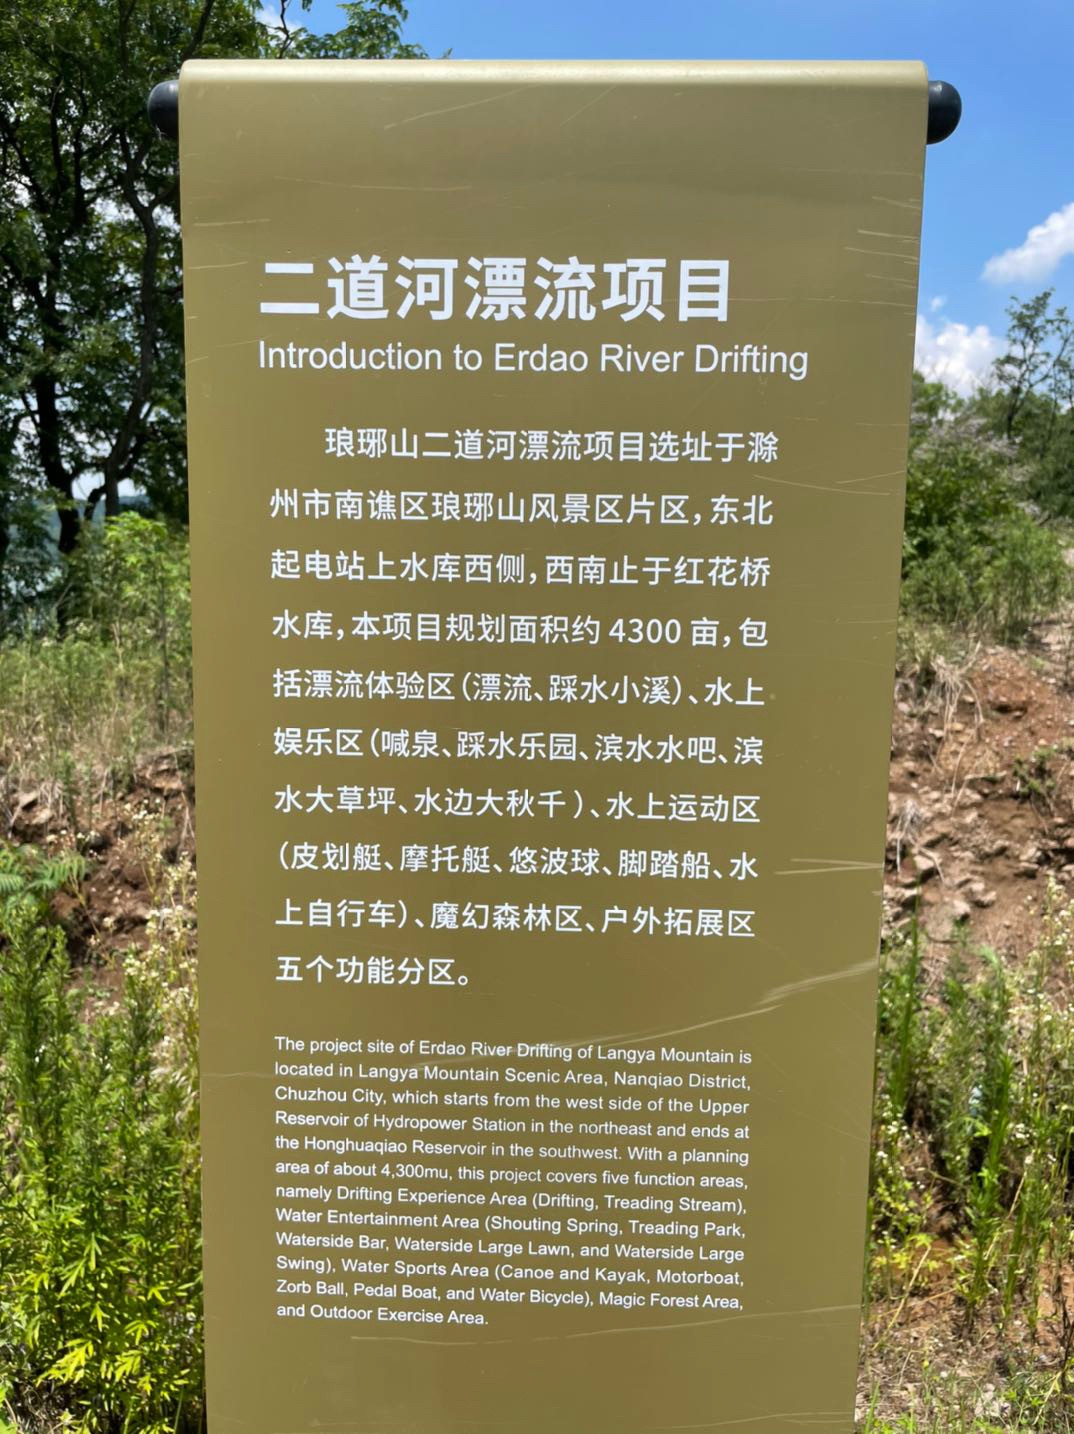 二道河漂流项目
Introduction to Erdao River Drifting
琅琊山二道河漂流项目选址于滁
州市南谯区琅琊山风景区片区，东北
起电站上水库西侧，西南止于红花桥
水库，本项目规划面积约 4300 亩，包
括漂流体验区（漂流、踩水小溪）、水上
娱乐区（喊泉、踩水乐园、滨水水吧、滨
水大草坪、水边大秋千）、水上运动区
（皮划艇、摩托艇、悠波球、脚踏船、水
上自行车）、魔幻森林区、户外拓展区
五个功能分区。
The project site of Erdao River Drifting of Langya Mountain is
located in Langya Mountain Scenic Area, Nanqiao District,
Chuzhou City, which starts from the west side of the Upper
Reservoir of Hydropower Station in the northeast and ends at
the Honghuaqiao Reservoir in the southwest. With a planning
area of about 4,300mu, this project covers five function areas,
namely Drifting Experience Area (Drifting, Treading Stream),
Water Entertainment Area (Shouting Spring, Treading Park,
Waterside Bar, Waterside Large Lawn, and Waterside Large
Swing), Water Sports Area (Canoe and Kayak, Motorboat,
Zorb Ball, Pedal Boat, and Water Bicycle), Magic Forest Area,
and Outdoor Exercise Area.